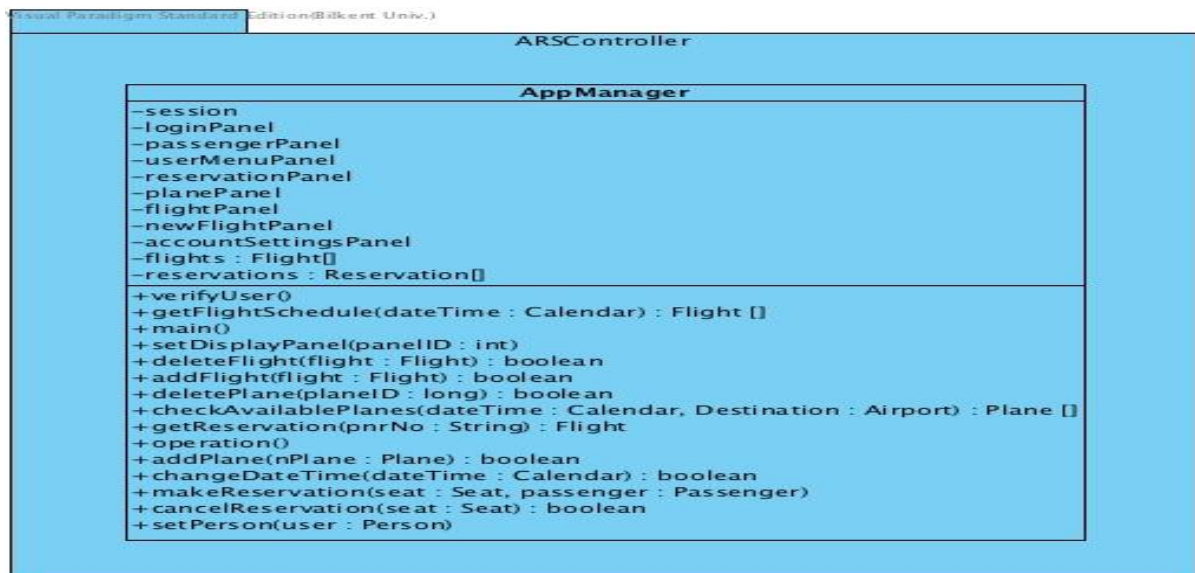 Visual Paradigm Standard Edition(Bilkent Univ.)
ARSController
AppManager
-session
-loginPanel
-passengerPanel
-userMenuPanel
-reservationPanel
-planePanel
-flightPanel
-newFlightPanel
-accountSettingsPanel
-flights : Flight[]
-reservations : Reservation[]
+verifyUser()
+getFlightSchedule(dateTime : Calendar) : Flight []
+main()
+setDisplayPanel(panelID : int)
+deleteFlight(flight : Flight) : boolean
+addFlight(flight : Flight) : boolean
+deletePlane(planeID : long) : boolean
+checkAvailablePlanes(dateTime : Calendar, Destination : Airport) : Plane []
+getReservation(pnrNo : String) : Flight
+operation()
+addPlane(nPlane : Plane) : boolean
+changeDateTime(dateTime : Calendar) : boolean
+makeReservation(seat : Seat, passenger : Passenger)
+cancelReservation(seat : Seat) : boolean
+setPerson(user : Person)